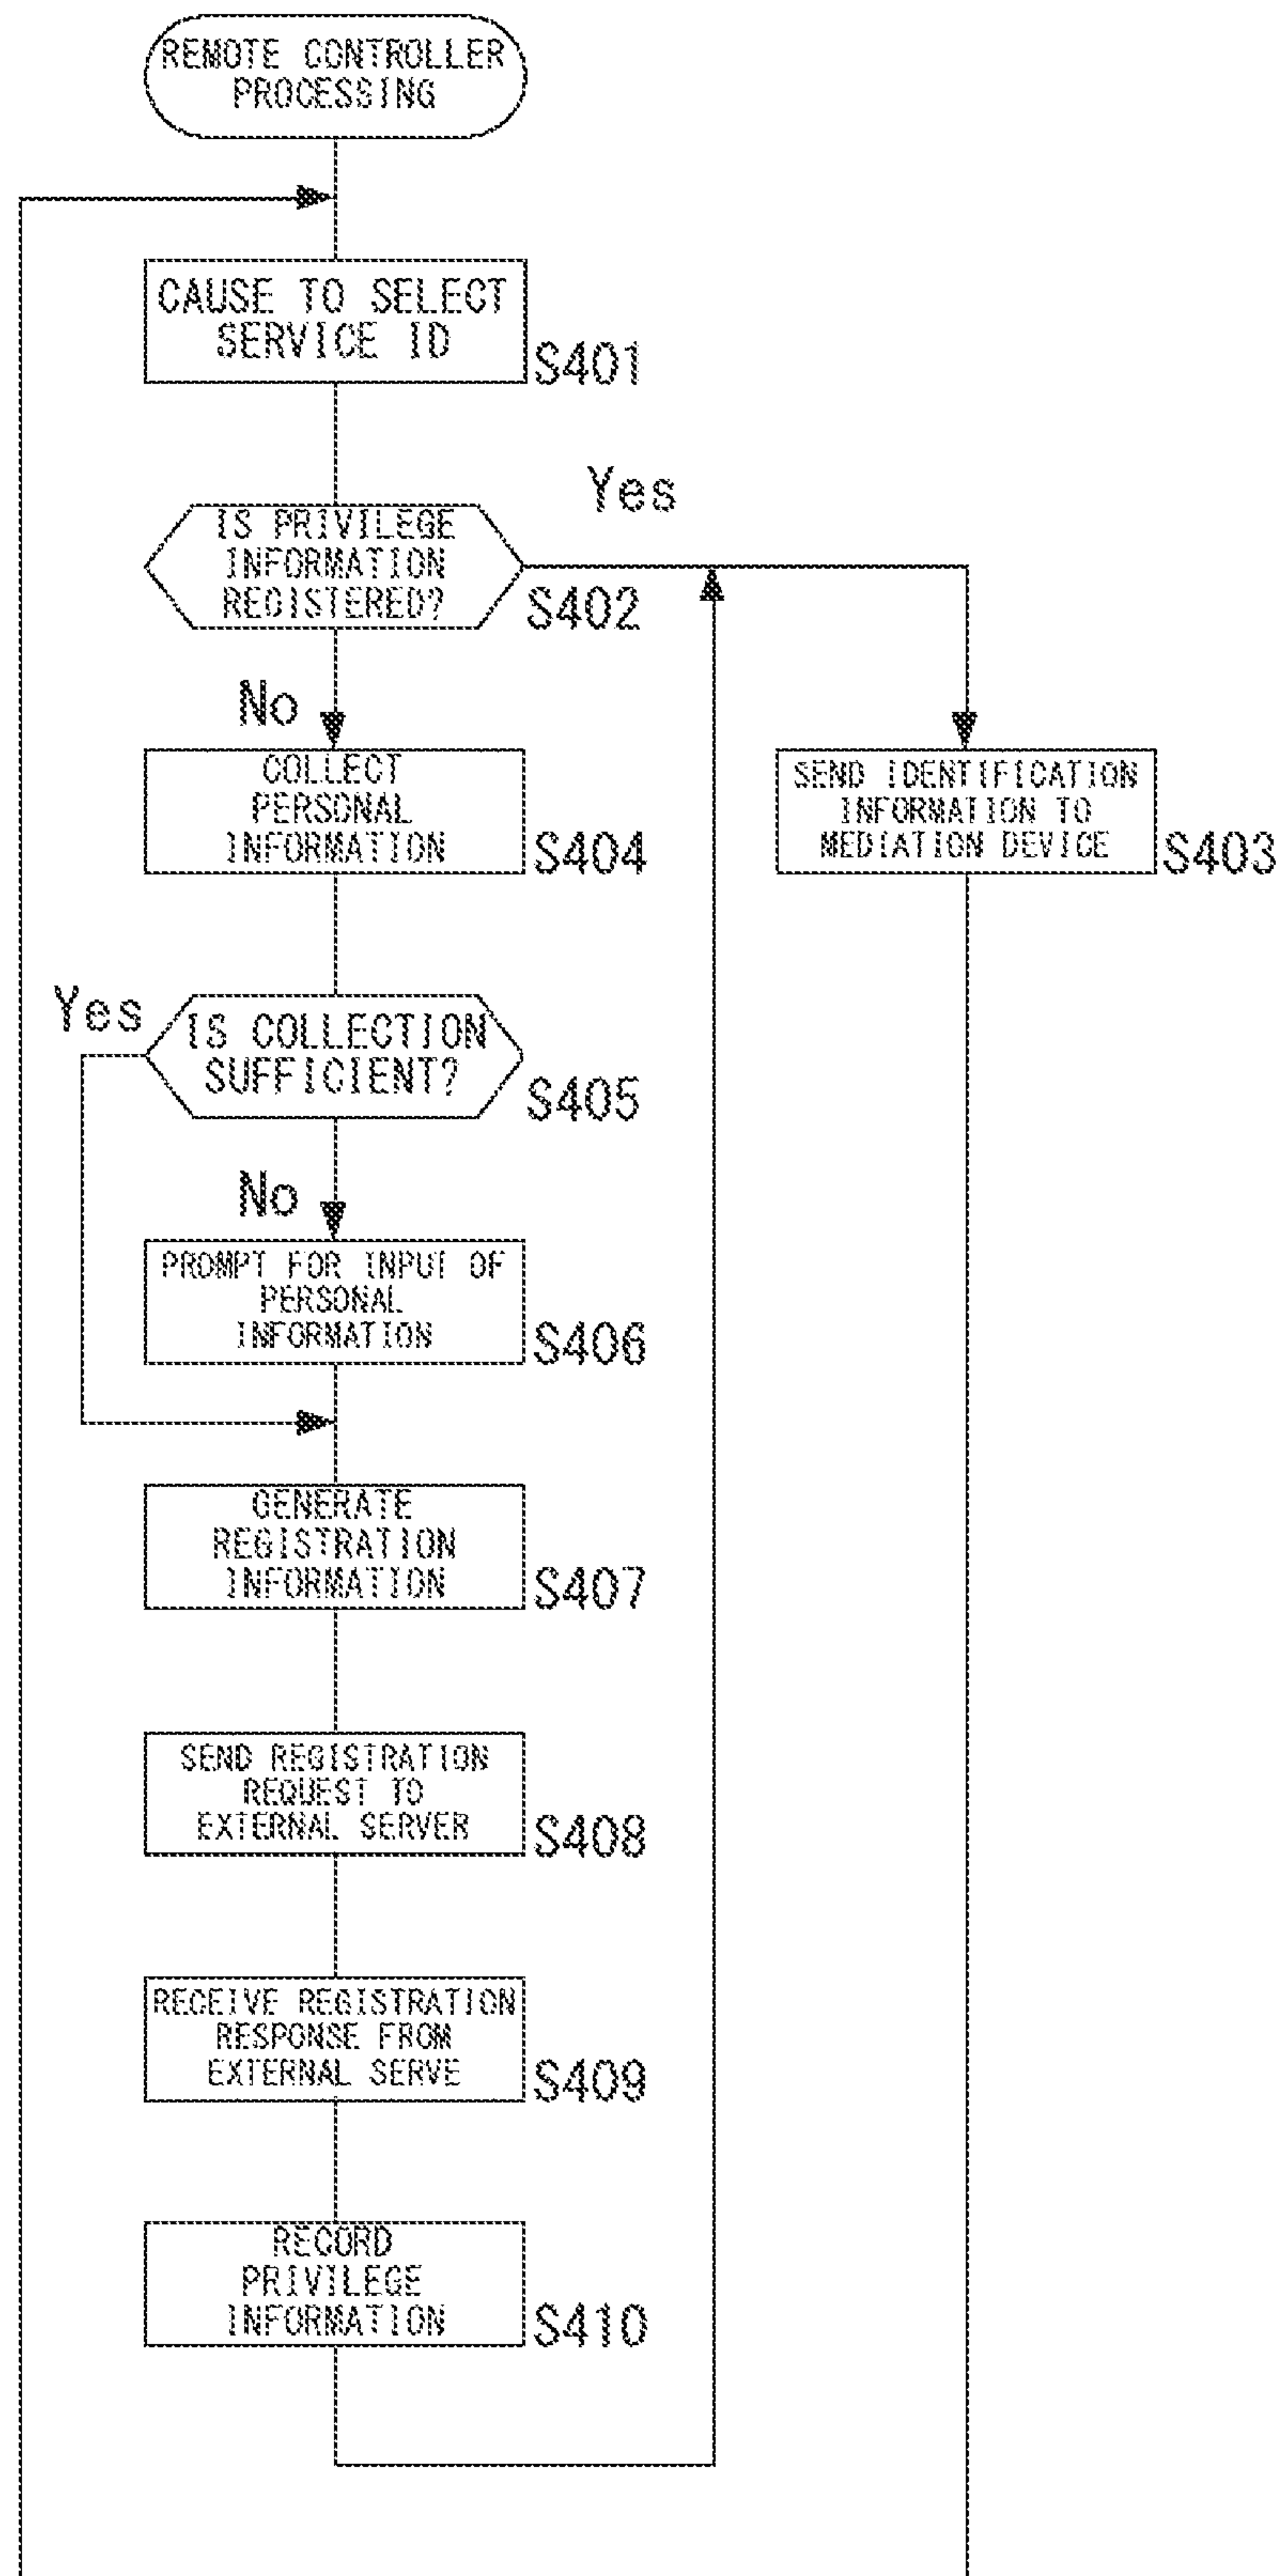 REMOTE CONTROLLER
PROCESSING
CAUSE TO SELECT
SERVICE ID
S401
Yes
IS PRIVILEGE
INFORMATION
REGISTERED?
S402
No
COLLECT
PERSONAL
INFORMATION
S404
SEND IDENTIFICATION
INFORMATION TO
MEDIATION DEVICE
S403
Yes
IS COLLECTION
SUFFICIENT?
S405
No
PROMPT FOR INPUT OF
PERSONAL
INFORMATION
S406
GENERATE
REGISTRATION
INFORMATION
S407
SEND REGISTRATION
REQUEST TO
EXTERNAL SERVER
S408
RECEIVE REGISTRATION
RESPONSE FROM
EXTERNAL SERVE
S409
RECORD
PRIVILEGE
INFORMATION
S410